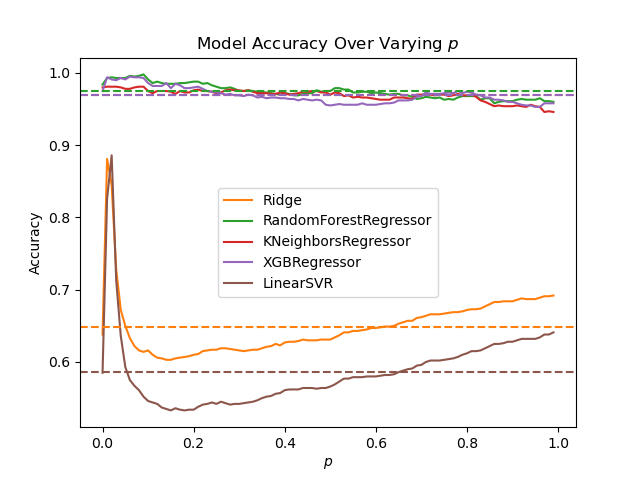 Model Accuracy Over Varying p
Accuracy
1.0
0.9
0.8
0.7
0.6
Ridge
RandomForestRegressor
KNeighborsRegressor
XGBRegressor
LinearSVR
0.0 0.2 0.4 0.6 0.8 1.0
p